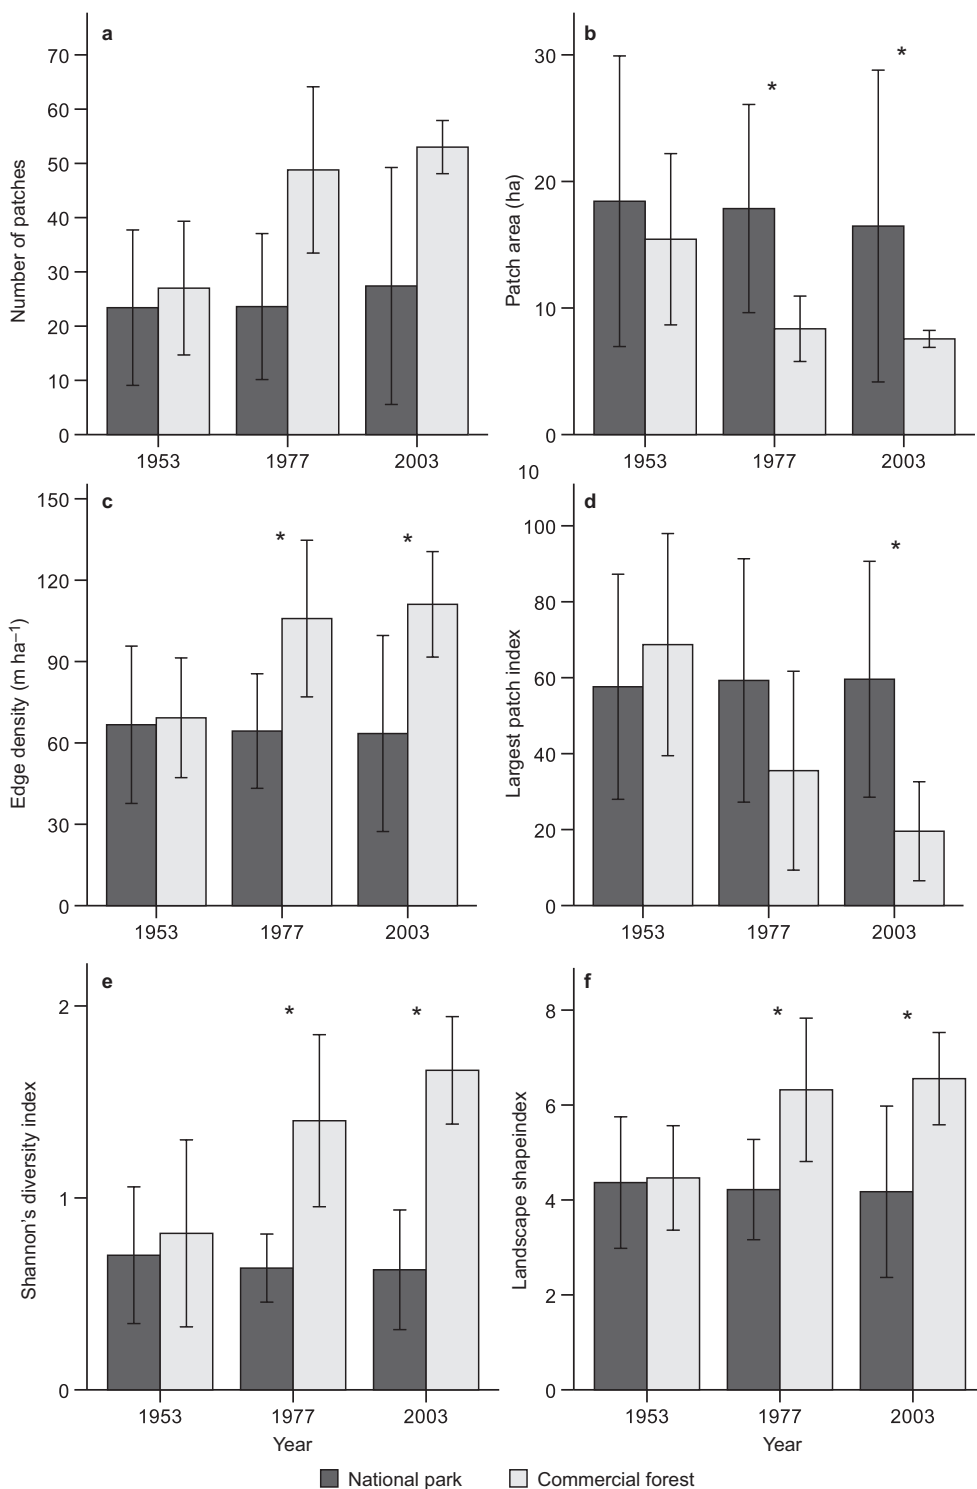 a
70
60
50
40
30
20
10
0
Number of patches
1953 1977 2003
b
*
*
30
20
10
0
Patch area (ha)
1953 1977 2003
10
c
150
120
90
60
30
0
* *
Edge density (m ha–1)
1953 1977 2003
d
100
80
60
40
20
0
*
Largest patch index
1953 1977 2003
e
2
1
0
* *
Shannon's diversity index
1953 1977 2003
Year
f
8
6
4
2
0
* *
Landscape shapeindex
1953 1977 2003
Year
National park Commercial forest